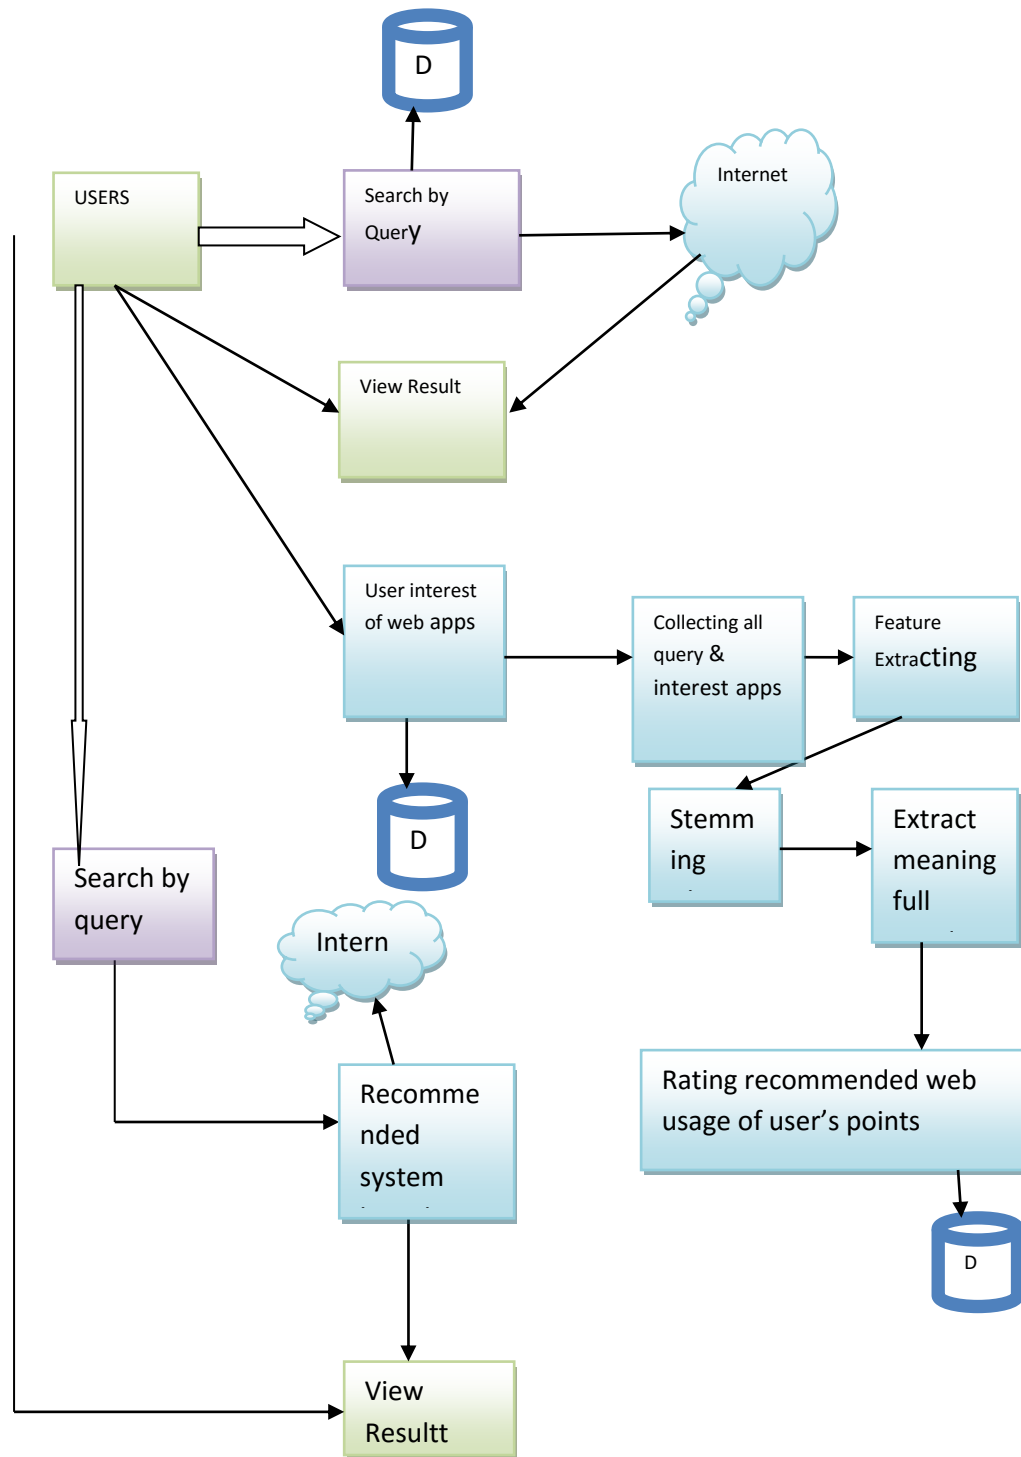 D
USERS
Search by
Query
Internet
View Result
User interest
of web apps
Collecting all
query &
interest apps
Feature
Extracting
D
Stemm
ing
Extract
meaning
full
Search by
query
Intern
Recomme
nded
system
Rating recommended web
usage of user’s points
D
View
Resultt